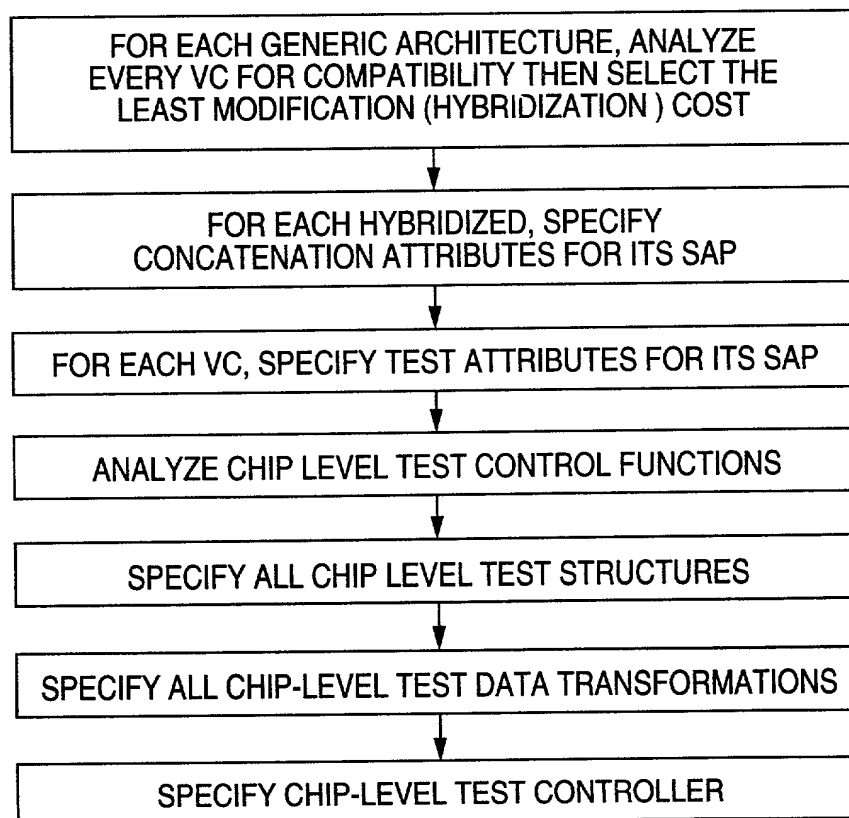 FOR EACH GENERIC ARCHITECTURE, ANALYZE
EVERY VC FOR COMPATIBILITY THEN SELECT THE
LEAST MODIFICATION (HYBRIDIZATION ) COST
FOR EACH HYBRIDIZED, SPECIFY
CONCATENATION ATTRIBUTES FOR ITS SAP
FOR EACH VC, SPECIFY TEST ATTRIBUTES FOR ITS SAP
ANALYZE CHIP LEVEL TEST CONTROL FUNCTIONS
SPECIFY ALL CHIP LEVEL TEST STRUCTURES
SPECIFY ALL CHIP-LEVEL TEST DATA TRANSFORMATIONS
SPECIFY CHIP-LEVEL TEST CONTROLLER